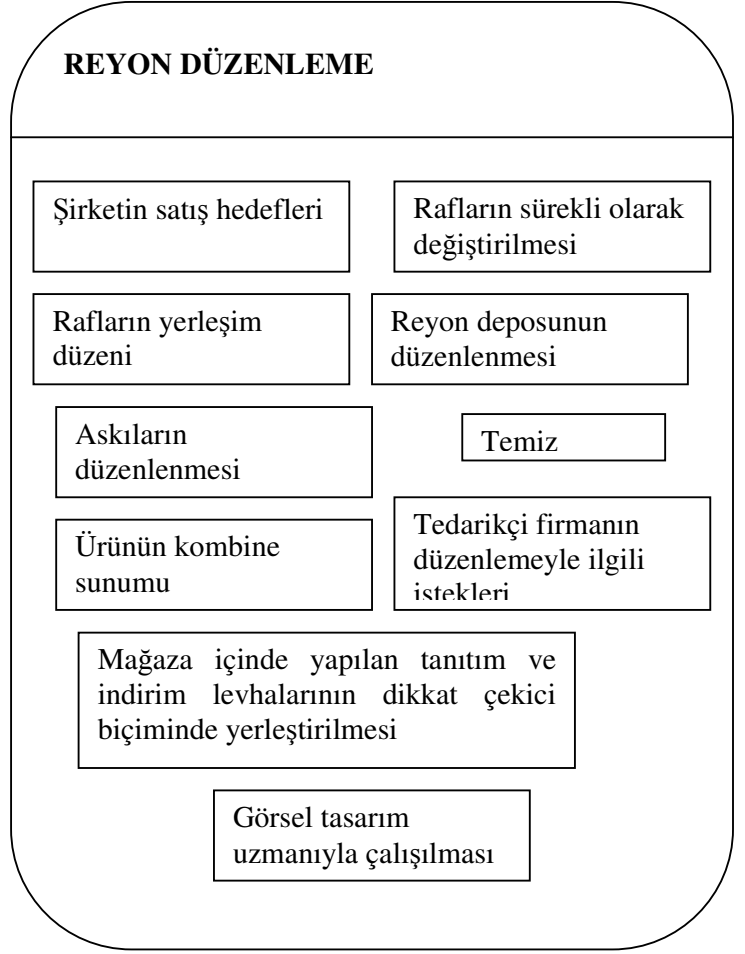 REYON DÜZENLEME
Şirketin satış hedefleri
Rafların sürekli olarak
değiştirilmesi
Rafların yerleşim
düzeni
Reyon deposunun
düzenlenmesi
Askıların
düzenlenmesi
Temiz
Ürünün kombine
sunumu
Tedarikçi firmanın
düzenlemeyle ilgili
istekleri
Mağaza içinde yapılan tanıtım ve
indirim levhalarının dikkat çekici
biçiminde yerleştirilmesi
Görsel tasarım
uzmanıyla çalışılması